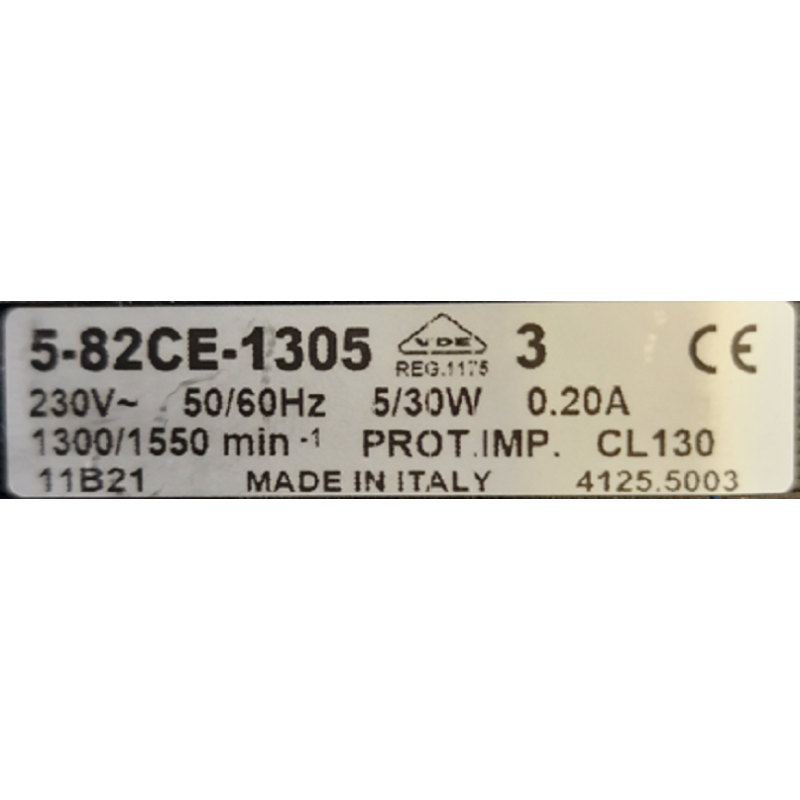 5-82CE-1305 VDE REG.1175 3 CE
230V~ 50/60Hz 5/30W 0.20A
1300/1550 min -1 PROT.IMP. CL130
11B21 MADE IN ITALY 4125.5003